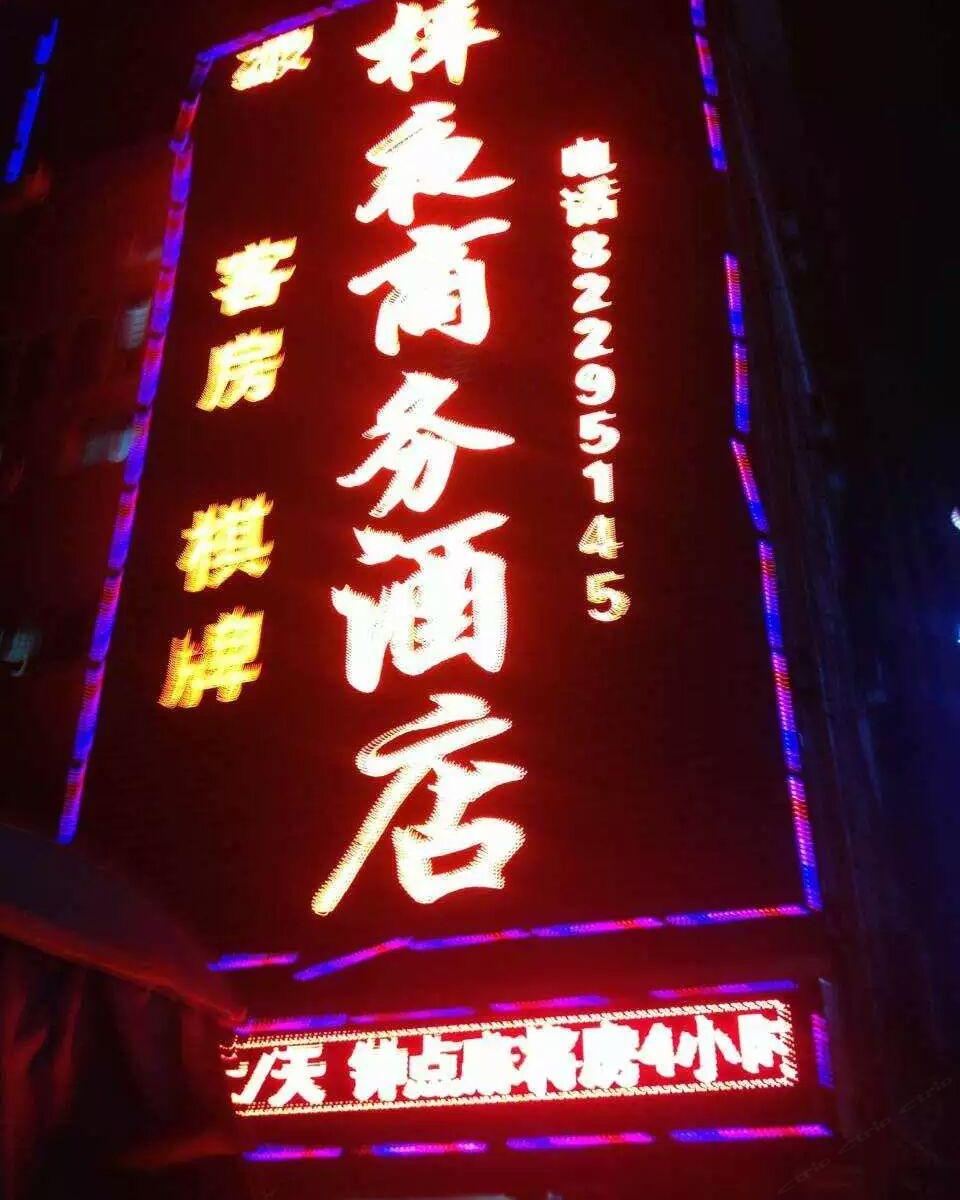 电话82295145
商务酒店
客房
棋牌
/天 钟点麻将房4小时